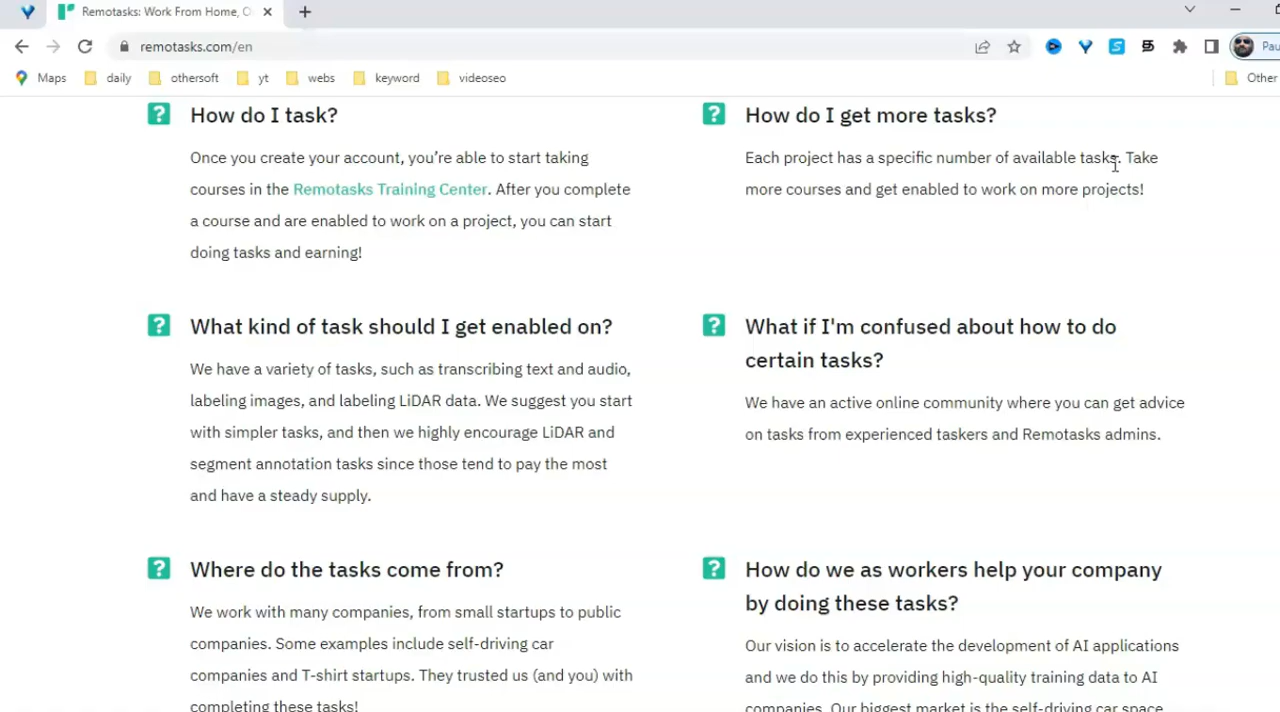 Remotasks: Work From Home, O
remotasks.com/en
Pau
Maps daily othersoft yt webs keyword videoseo Other
How do I task?
Once you create your account, you’re able to start taking
courses in the Remotasks Training Center. After you complete
a course and are enabled to work on a project, you can start
doing tasks and earning!
How do I get more tasks?
Each project has a specific number of available tasks. Take
more courses and get enabled to work on more projects!
What kind of task should I get enabled on?
We have a variety of tasks, such as transcribing text and audio,
labeling images, and labeling LiDAR data. We suggest you start
with simpler tasks, and then we highly encourage LiDAR and
segment annotation tasks since those tend to pay the most
and have a steady supply.
What if I'm confused about how to do
certain tasks?
We have an active online community where you can get advice
on tasks from experienced taskers and Remotasks admins.
Where do the tasks come from?
We work with many companies, from small startups to public
companies. Some examples include self-driving car
companies and T-shirt startups. They trusted us (and you) with
completing these tasks!
How do we as workers help your company
by doing these tasks?
Our vision is to accelerate the development of AI applications
and we do this by providing high-quality training data to AI
companies. Our biggest market is the self-driving car space